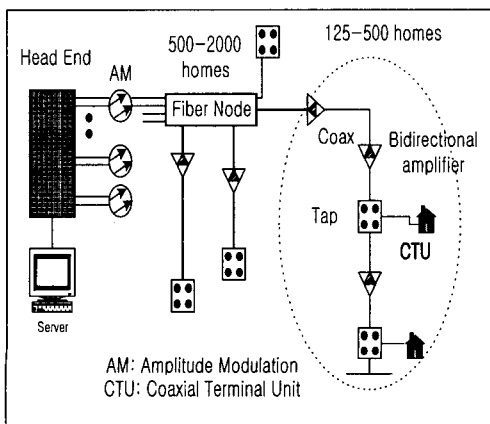 Head End
AM
500-2000
homes
125-500 homes
Fiber Node
Coax
Bidirectional
amplifier
Tap
CTU
Server
AM: Amplitude Modulation
CTU: Coaxial Terminal Unit